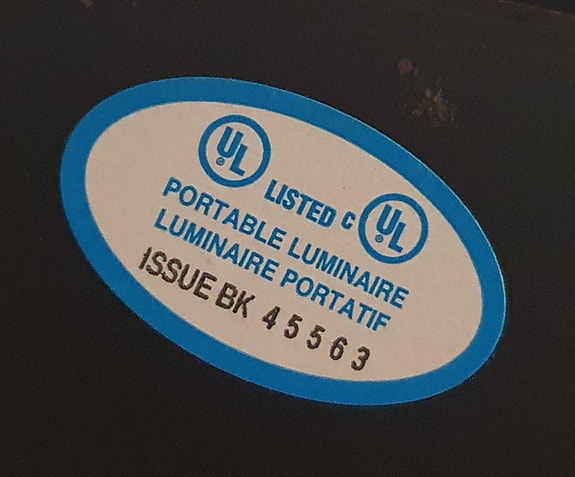 UL LISTED C UL
PORTABLE LUMINAIRE
LUMINAIRE PORTATIF
ISSUE BK 45563